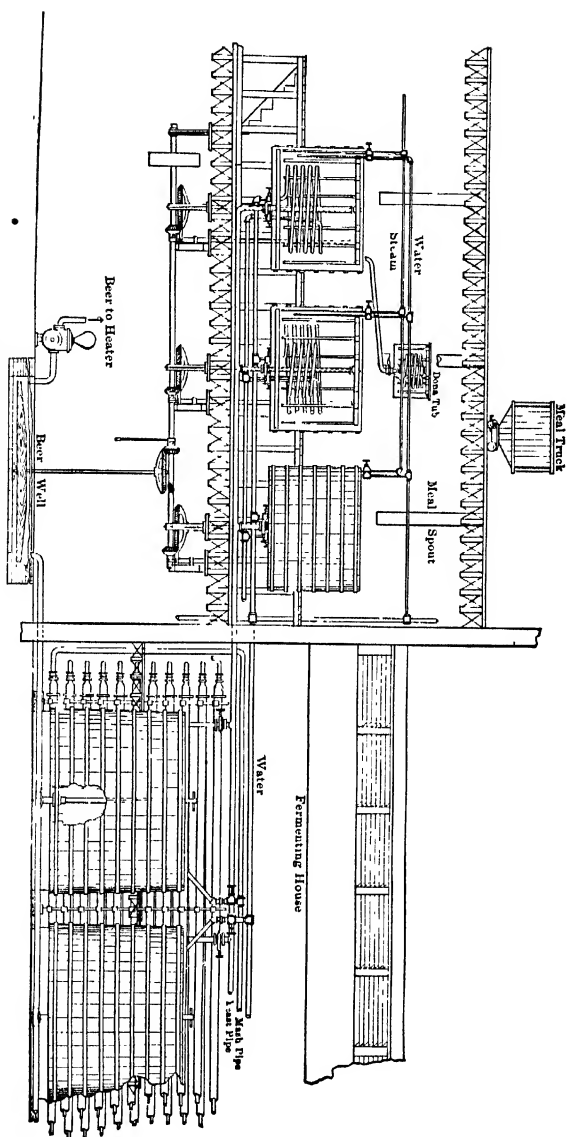 Meal Truck
Water
Steam
Dona Tub
Meal Spout
Beer to Heater
Beer Well
Fermenting House
Water
Mash Pipe
Yeast Pipe